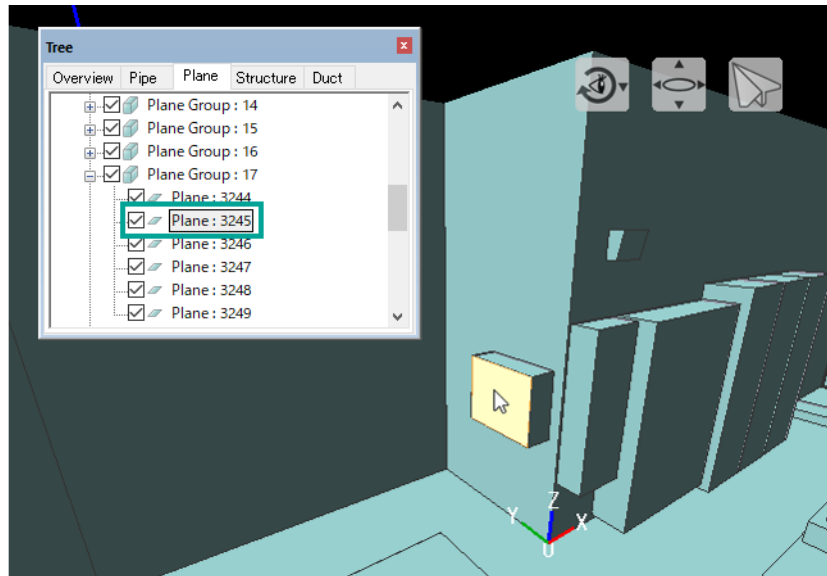 Tree
Overview Pipe Plane Structure Duct
Plane Group : 14
Plane Group : 15
Plane Group : 16
Plane Group : 17
Plane : 3244
Plane : 3245
Plane : 3246
Plane : 3247
Plane : 3248
Plane : 3249
Z
Y X
U